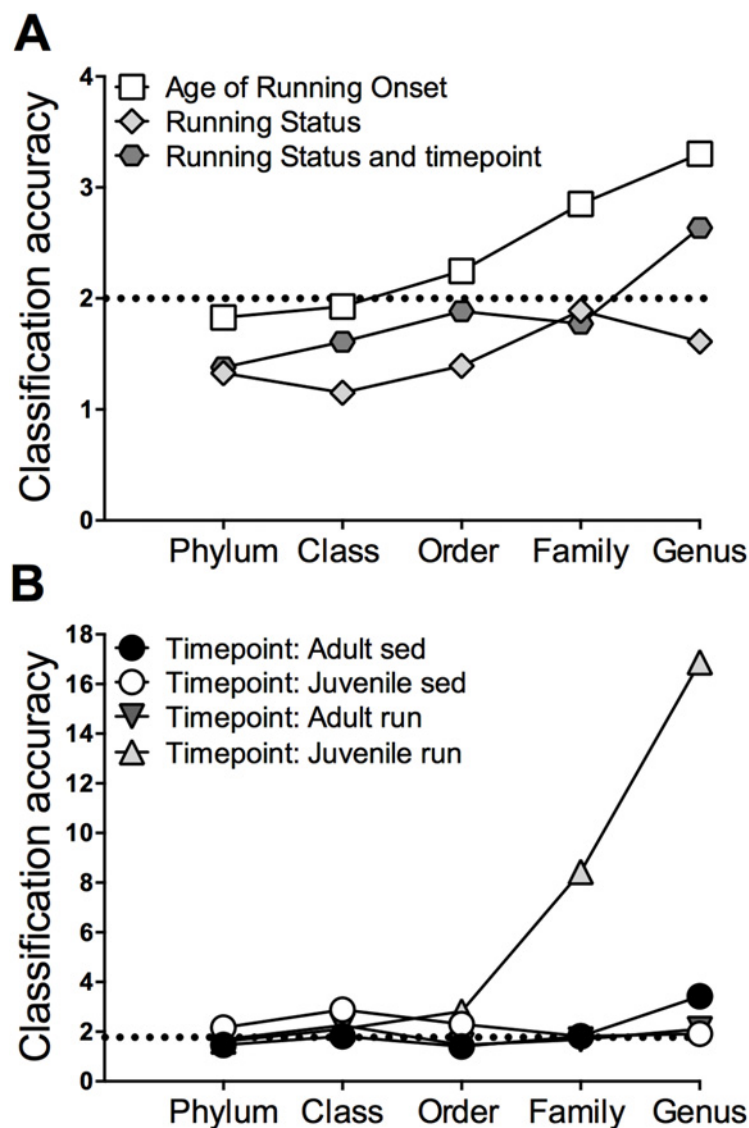 A
Classification accuracy
4
3
2
1
0
Age of Running Onset
Running Status
Running Status and timepoint
Phylum Class Order Family Genus
B
Classification accuracy
18
16
14
12
10
8
6
4
2
0
Timepoint: Adult sed
Timepoint: Juvenile sed
Timepoint: Adult run
Timepoint: Juvenile run
Phylum Class Order Family Genus